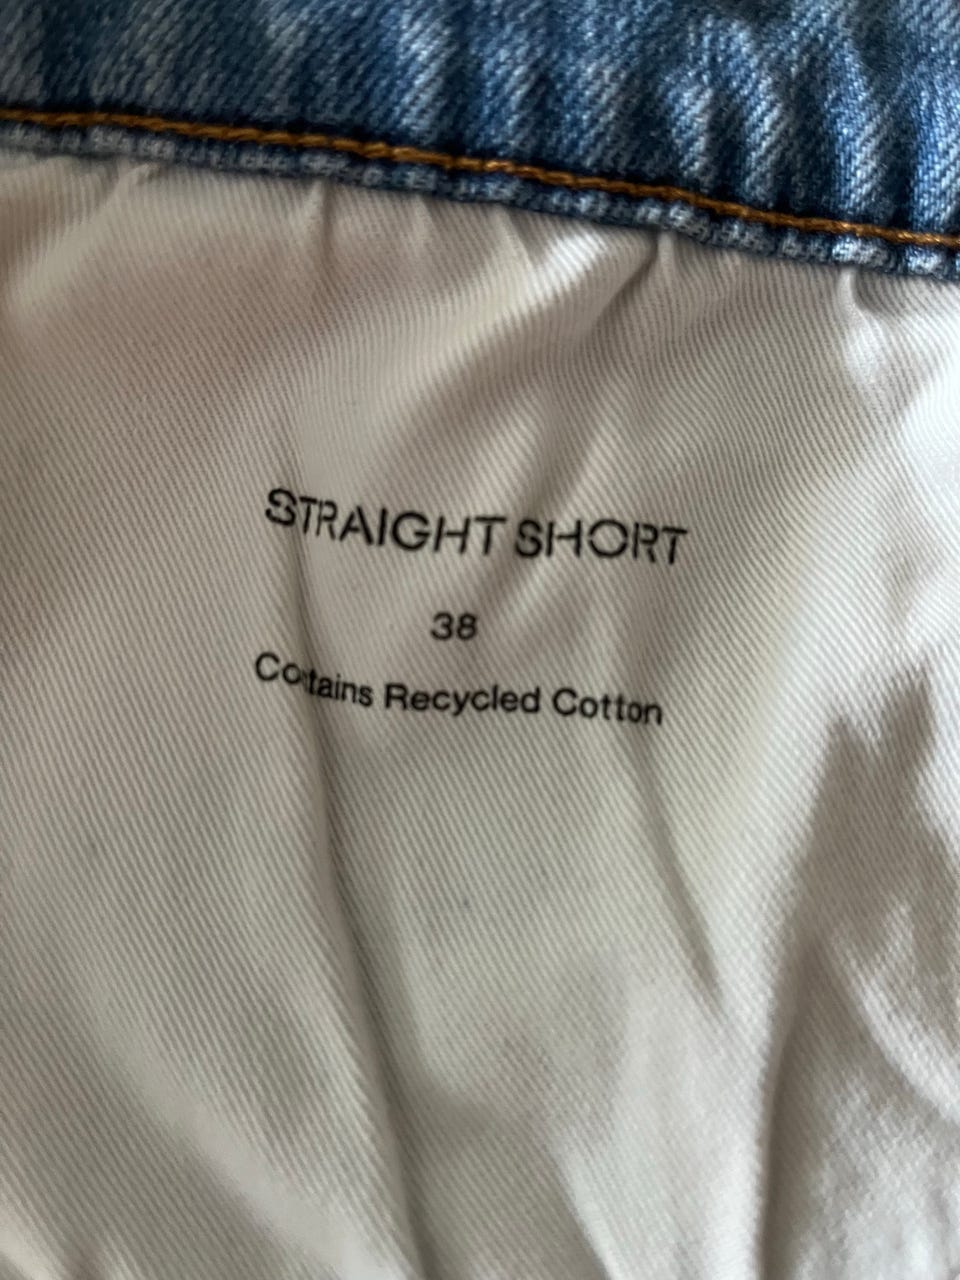 STRAIGHT SHORT
38
Contains Recycled Cotton